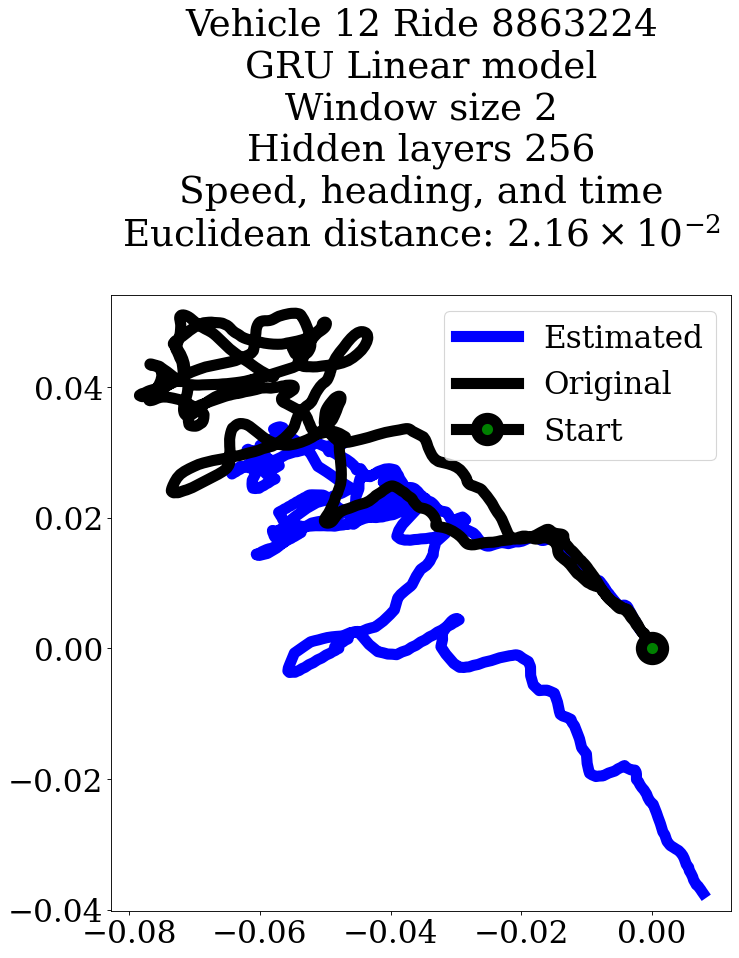 Vehicle 12 Ride 8863224
GRU Linear model
Window size 2
Hidden layers 256
Speed, heading, and time
Euclidean distance: 2.16 × 10⁻²
Estimated
Original
Start
0.04
0.02
0.00
−0.02
−0.04
−0.08 −0.06 −0.04 −0.02 0.00